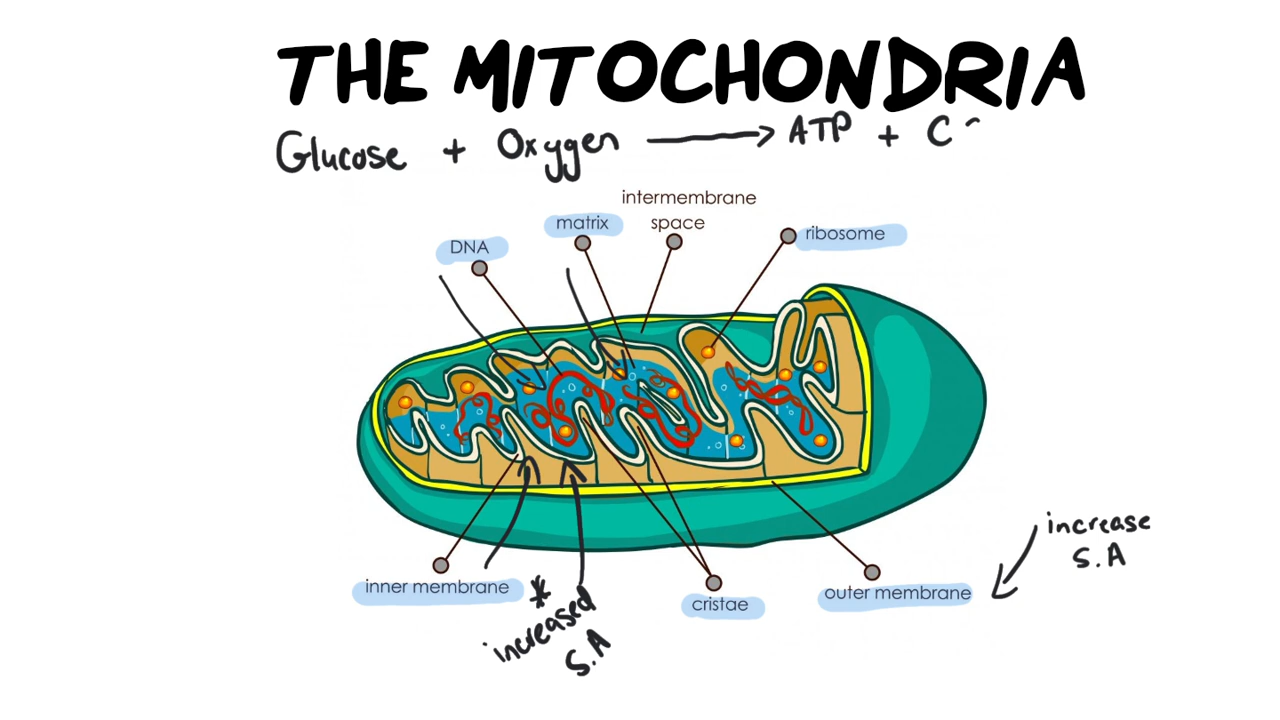 THE MITOCHONDRIA
Glucose + Oxygen → ATP + C
intermembrane
space
matrix
DNA
ribosome
increase
S.A
inner membrane
*
increased
S.A
cristae
outer membrane